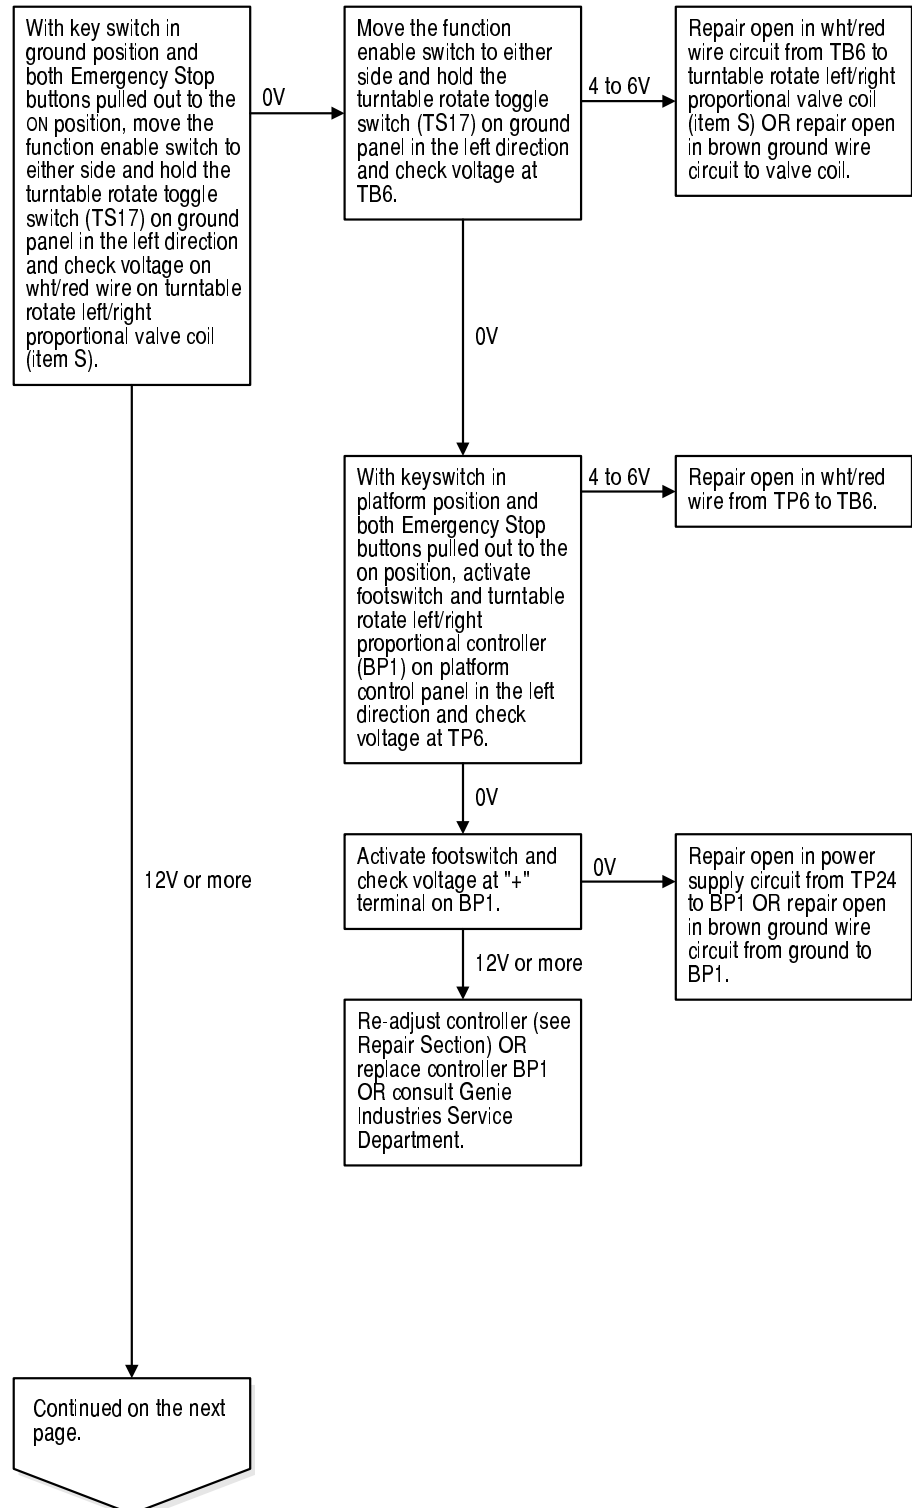 With key switch in
ground position and
both Emergency Stop
buttons pulled out to the
ON position, move the
function enable switch to
either side and hold the
turntable rotate toggle
switch (TS17) on ground
panel in the left direction
and check voltage on
wht/red wire on turntable
rotate left/right
proportional valve coil
(item S).
0V
Move the function
enable switch to either
side and hold the
turntable rotate toggle
switch (TS17) on ground
panel in the left direction
and check voltage at
TB6.
4 to 6V
Repair open in wht/red
wire circuit from TB6 to
turntable rotate left/right
proportional valve coil
(item S) OR repair open
in brown ground wire
circuit to valve coil.
0V
With keyswitch in
platform position and
both Emergency Stop
buttons pulled out to the
on position, activate
footswitch and turntable
rotate left/right
proportional controller
(BP1) on platform
control panel in the left
direction and check
voltage at TP6.
4 to 6V
Repair open in wht/red
wire from TP6 to TB6.
0V
Activate footswitch and
check voltage at "+"
terminal on BP1.
0V
Repair open in power
supply circuit from TP24
to BP1 OR repair open
in brown ground wire
circuit from ground to
BP1.
12V or more
12V or more
Re-adjust controller (see
Repair Section) OR
replace controller BP1
OR consult Genie
Industries Service
Department.
Continued on the next
page.